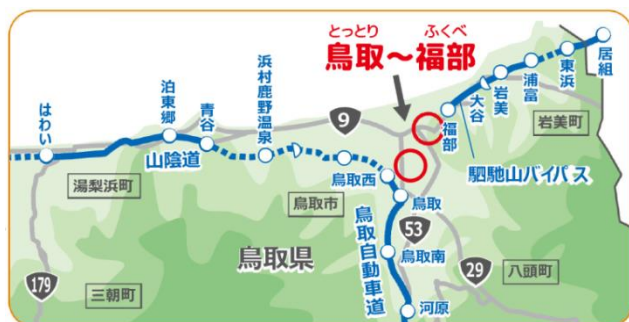 とっとり ふくべ
鳥取～福部
居組
東浜
浦富
岩美
大谷
福部
岩美町
駟馳山バイパス
9
浜村鹿野温泉
青谷
泊東郷
はわい
山陰道
湯梨浜町
鳥取市
鳥取西
鳥取
鳥取自動車道
53
鳥取南
鳥取県
29
八頭町
179
三朝町
河原